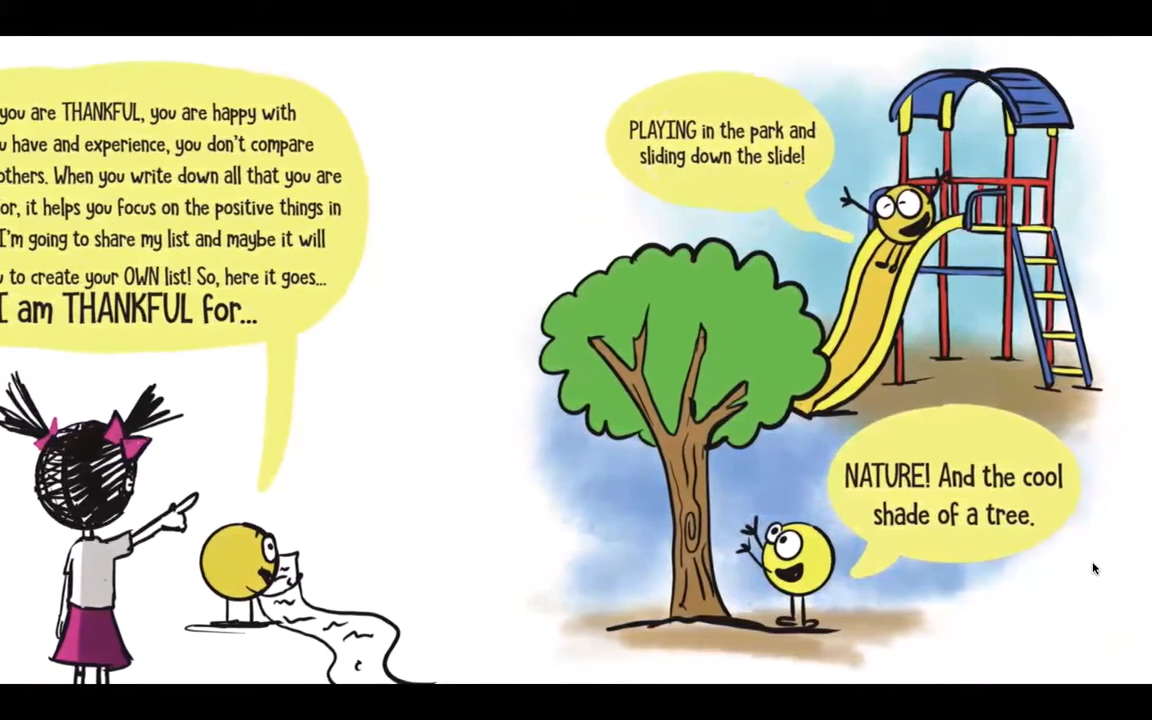 you are THANKFUL, you are happy with
have and experience, you don't compare
others. When you write down all that you are
it helps you focus on the positive things in
I'm going to share my list and maybe it will
to create your OWN list! So, here it goes...
I am THANKFUL for...
PLAYING in the park and
sliding down the slide!
NATURE! And the cool
shade of a tree.